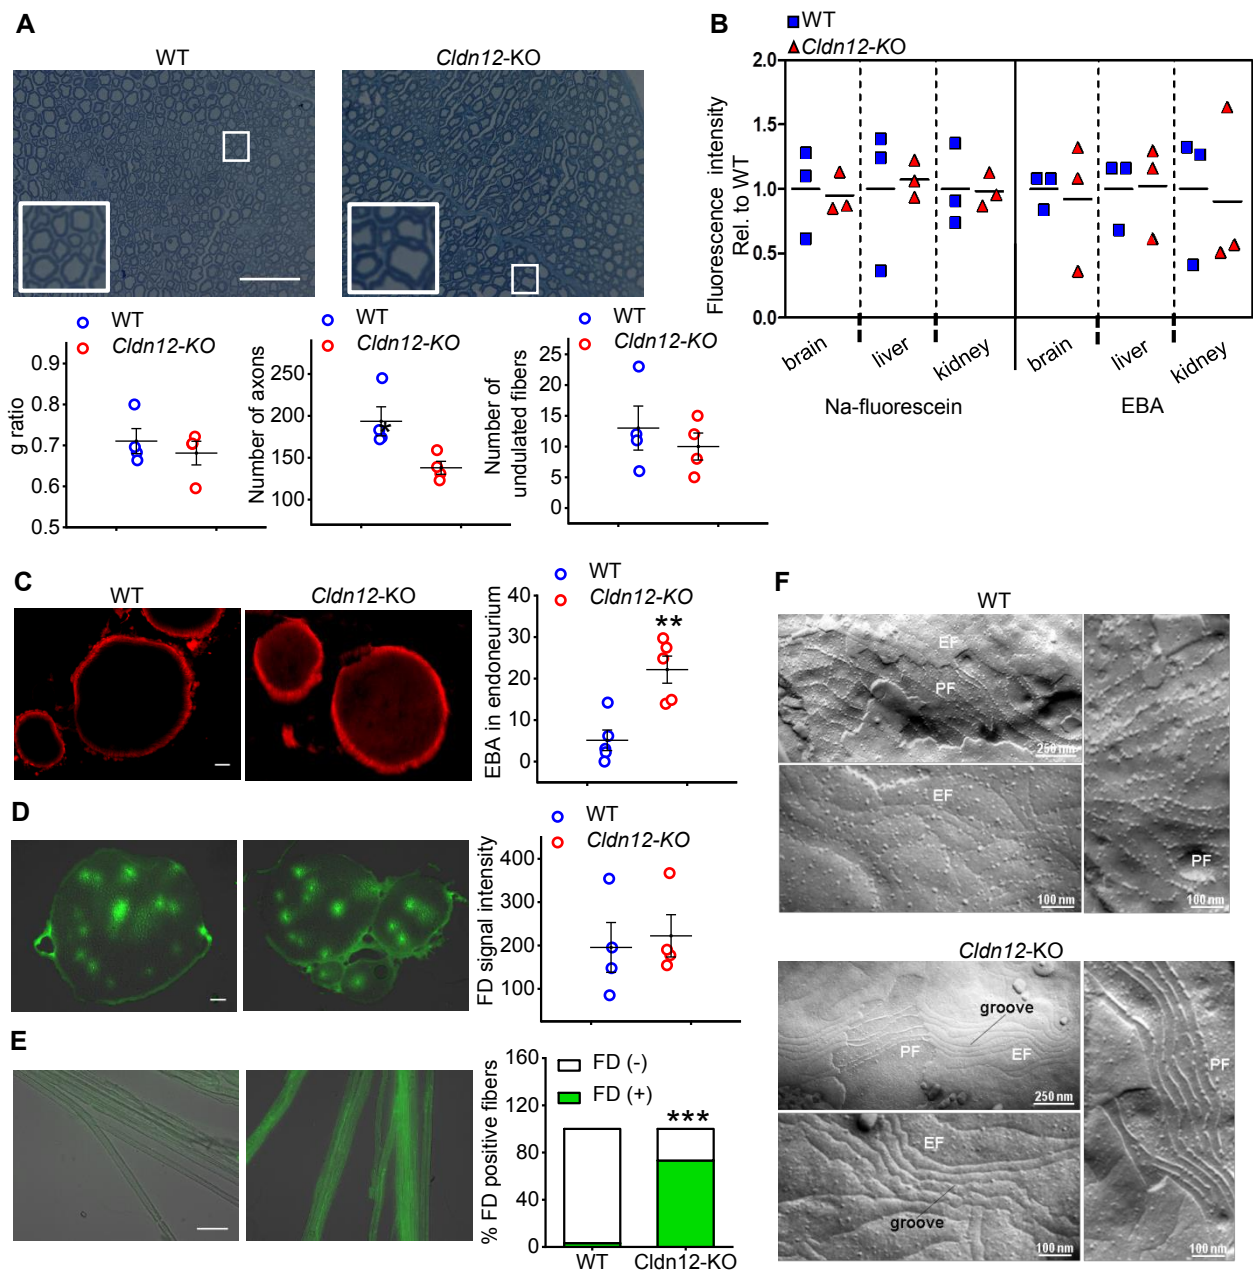 A
WT
Cldn12-KO
WT
Cldn12-KO
g ratio
0.9
0.8
0.7
0.6
0.5
WT
Cldn12-KO
Number of axons
250
200
150
100
*
WT
Cldn12-KO
Number of
undulated fibers
25
20
15
10
5
0
B
WT
Cldn12-KO
Fluorescence intensity
Rel. to WT
2.0
1.5
1.0
0.5
0.0
brain
liver
kidney
brain
liver
kidney
Na-fluorescein
EBA
C
WT
Cldn12-KO
WT
Cldn12-KO
**
EBA in endoneurium
40
30
20
10
0
D
WT
Cldn12-KO
FD signal intensity
400
300
200
100
E
% FD positive fibers
160
120
80
40
0
FD (-)
FD (+)
***
WT
Cldn12-KO
F
WT
EF
PF
250 nm
EF
100 nm
PF
100 nm
Cldn12-KO
groove
PF
EF
250 nm
EF
groove
100 nm
PF
100 nm